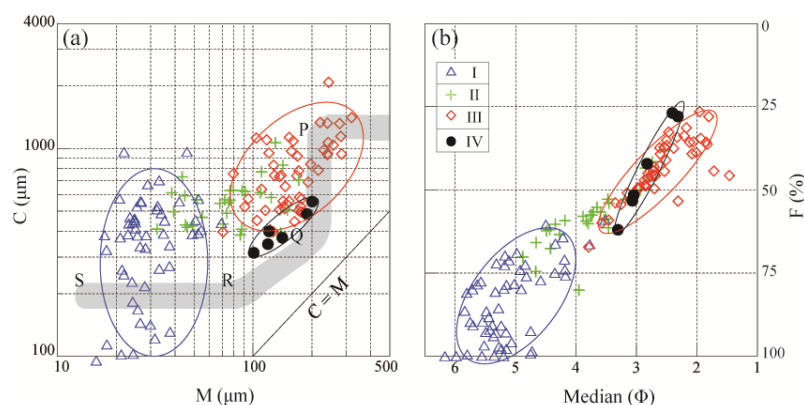 4000
(a)
P
1000
C (μm)
Q
S
R
C = M
100
10
100
500
M (μm)
(b)
I
II
III
IV
0
25
50
75
100
F (%)
6
5
4
3
2
1
Median (Φ)